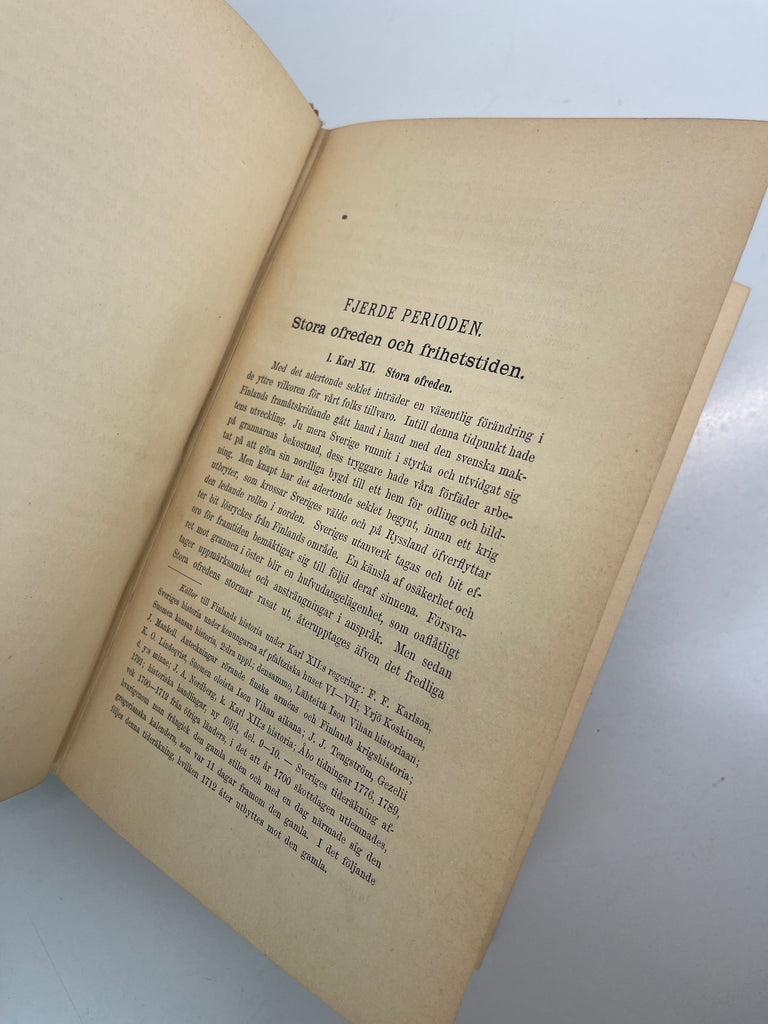 FJERDE PERIODEN.
Stora ofreden och frihetstiden.
1. Karl XII. Stora ofreden.
Med det adertonde seklet inträder en väsentlig förändring i
de yttre vilkoren för vårt folks tillvaro. Intill denna tidpunkt hade
Finlands framåtskridande gått hand i hand med den svenska mak-
tens utveckling. Ju mera Sverige vunnit i styrka och utvidgat sig
på grannarnas bekostnad, dess tryggare hade våra förfäder arbe-
tat på att göra sin nordliga bygd till ett hem för odling och bild-
ning. Men knapt har det adertonde seklet begynt, innan ett krig
utbryter, som krossar Sveriges välde och på Ryssland öfverflyttar
den ledande rollen i norden. Sveriges utanverk tagas och bit ef-
ter bit lösryckes från Finlands område. En känsla af osäkerhet och
oro för framtiden bemäktigar sig till följd deraf sinnena. Försva-
ret mot grannen i öster blir en hufvudangelägenhet, som oaflåtligt
tager uppmärksamhet och ansträngningar i anspråk. Men sedan
Stora ofredens stormar rasat ut, återupptages äfven det fredliga
Källor till Finlands historia under Karl XII:s regering: F. F. Karlson,
Sveriges historia under konungarna af pfalziska huset VI—VII; Yrjö Koskinen,
Suomen kansan historia, 2:dra uppl; densamme, Lähteitä Ison Vihan historiaan;
J. Mankell. Anteckningar rörande finska arméns och Finlands krigshistoria;
K. O. Lindeqvist, Suomen oloista Ison Vihan aikana; J. J. Tengström, Gezelii
d. y:s minne; J. A. Nordberg, k. Karl XII:s historia; Åbo tidningar 1776, 1789,
1791; historiska handlingar, ny följd, del. 9—10. — Sveriges tideräkning af-
vek 1700—1712 från öfriga länders, i det att år 1700 skottdagen utlemnades,
hvarigenom man frångick den gamla stilen och med en dag närmade sig den
gregorianska kalendern, som var 11 dagar framom den gamla. I det följande
följes denna tideräkning, hvilken 1712 åter utbyttes mot den gamla.